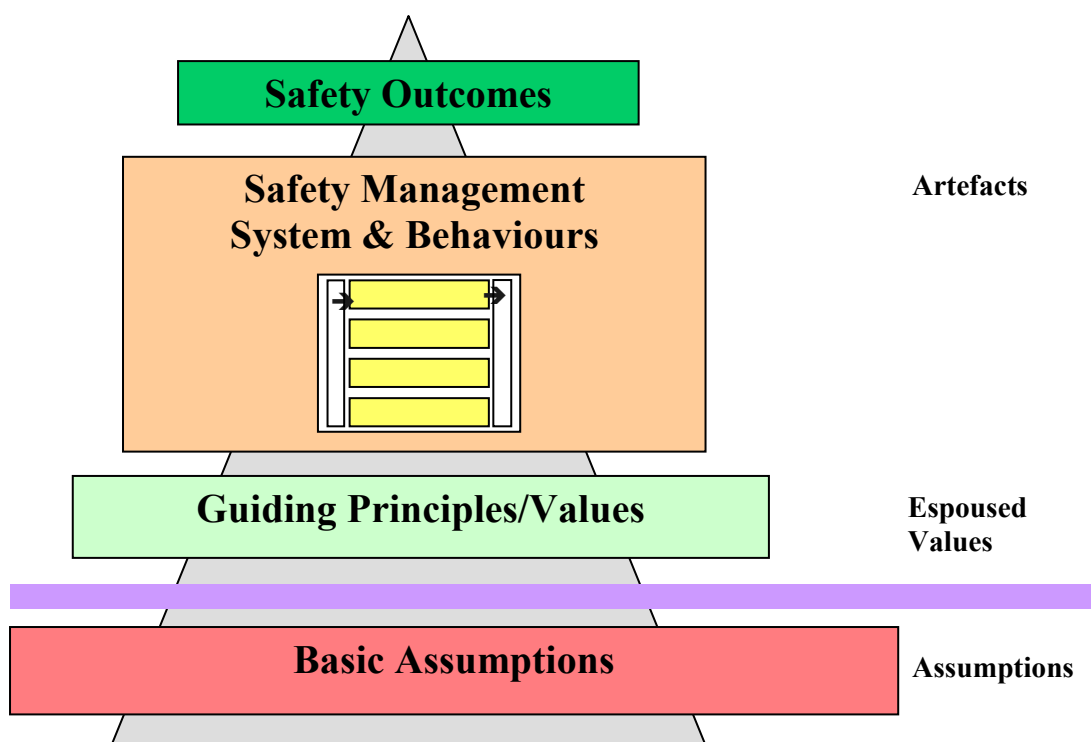 Safety Outcomes
Safety Management
System & Behaviours
Artefacts
Guiding Principles/Values
Espoused
Values
Basic Assumptions
Assumptions